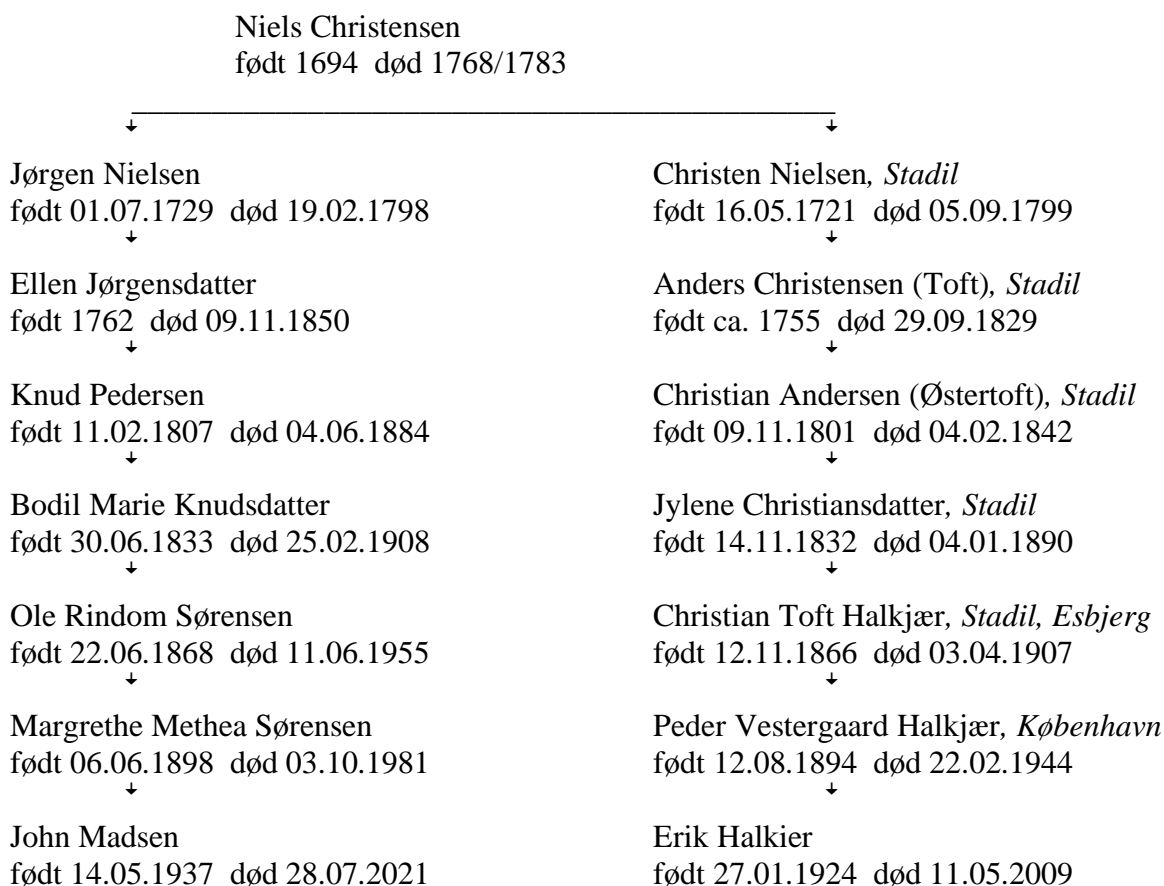 Niels Christensen
født 1694 død 1768/1783
Jørgen Nielsen
født 01.07.1729 død 19.02.1798
Christen Nielsen, Stadil
født 16.05.1721 død 05.09.1799
Ellen Jørgensdatter
født 1762 død 09.11.1850
Anders Christensen (Toft), Stadil
født ca. 1755 død 29.09.1829
Knud Pedersen
født 11.02.1807 død 04.06.1884
Christian Andersen (Østertoft), Stadil
født 09.11.1801 død 04.02.1842
Bodil Marie Knudsdatter
født 30.06.1833 død 25.02.1908
Jylene Christiansdatter, Stadil
født 14.11.1832 død 04.01.1890
Ole Rindom Sørensen
født 22.06.1868 død 11.06.1955
Christian Toft Halkjær, Stadil, Esbjerg
født 12.11.1866 død 03.04.1907
Margrethe Methea Sørensen
født 06.06.1898 død 03.10.1981
Peder Vestergaard Halkjær, København
født 12.08.1894 død 22.02.1944
John Madsen
født 14.05.1937 død 28.07.2021
Erik Halkier
født 27.01.1924 død 11.05.2009